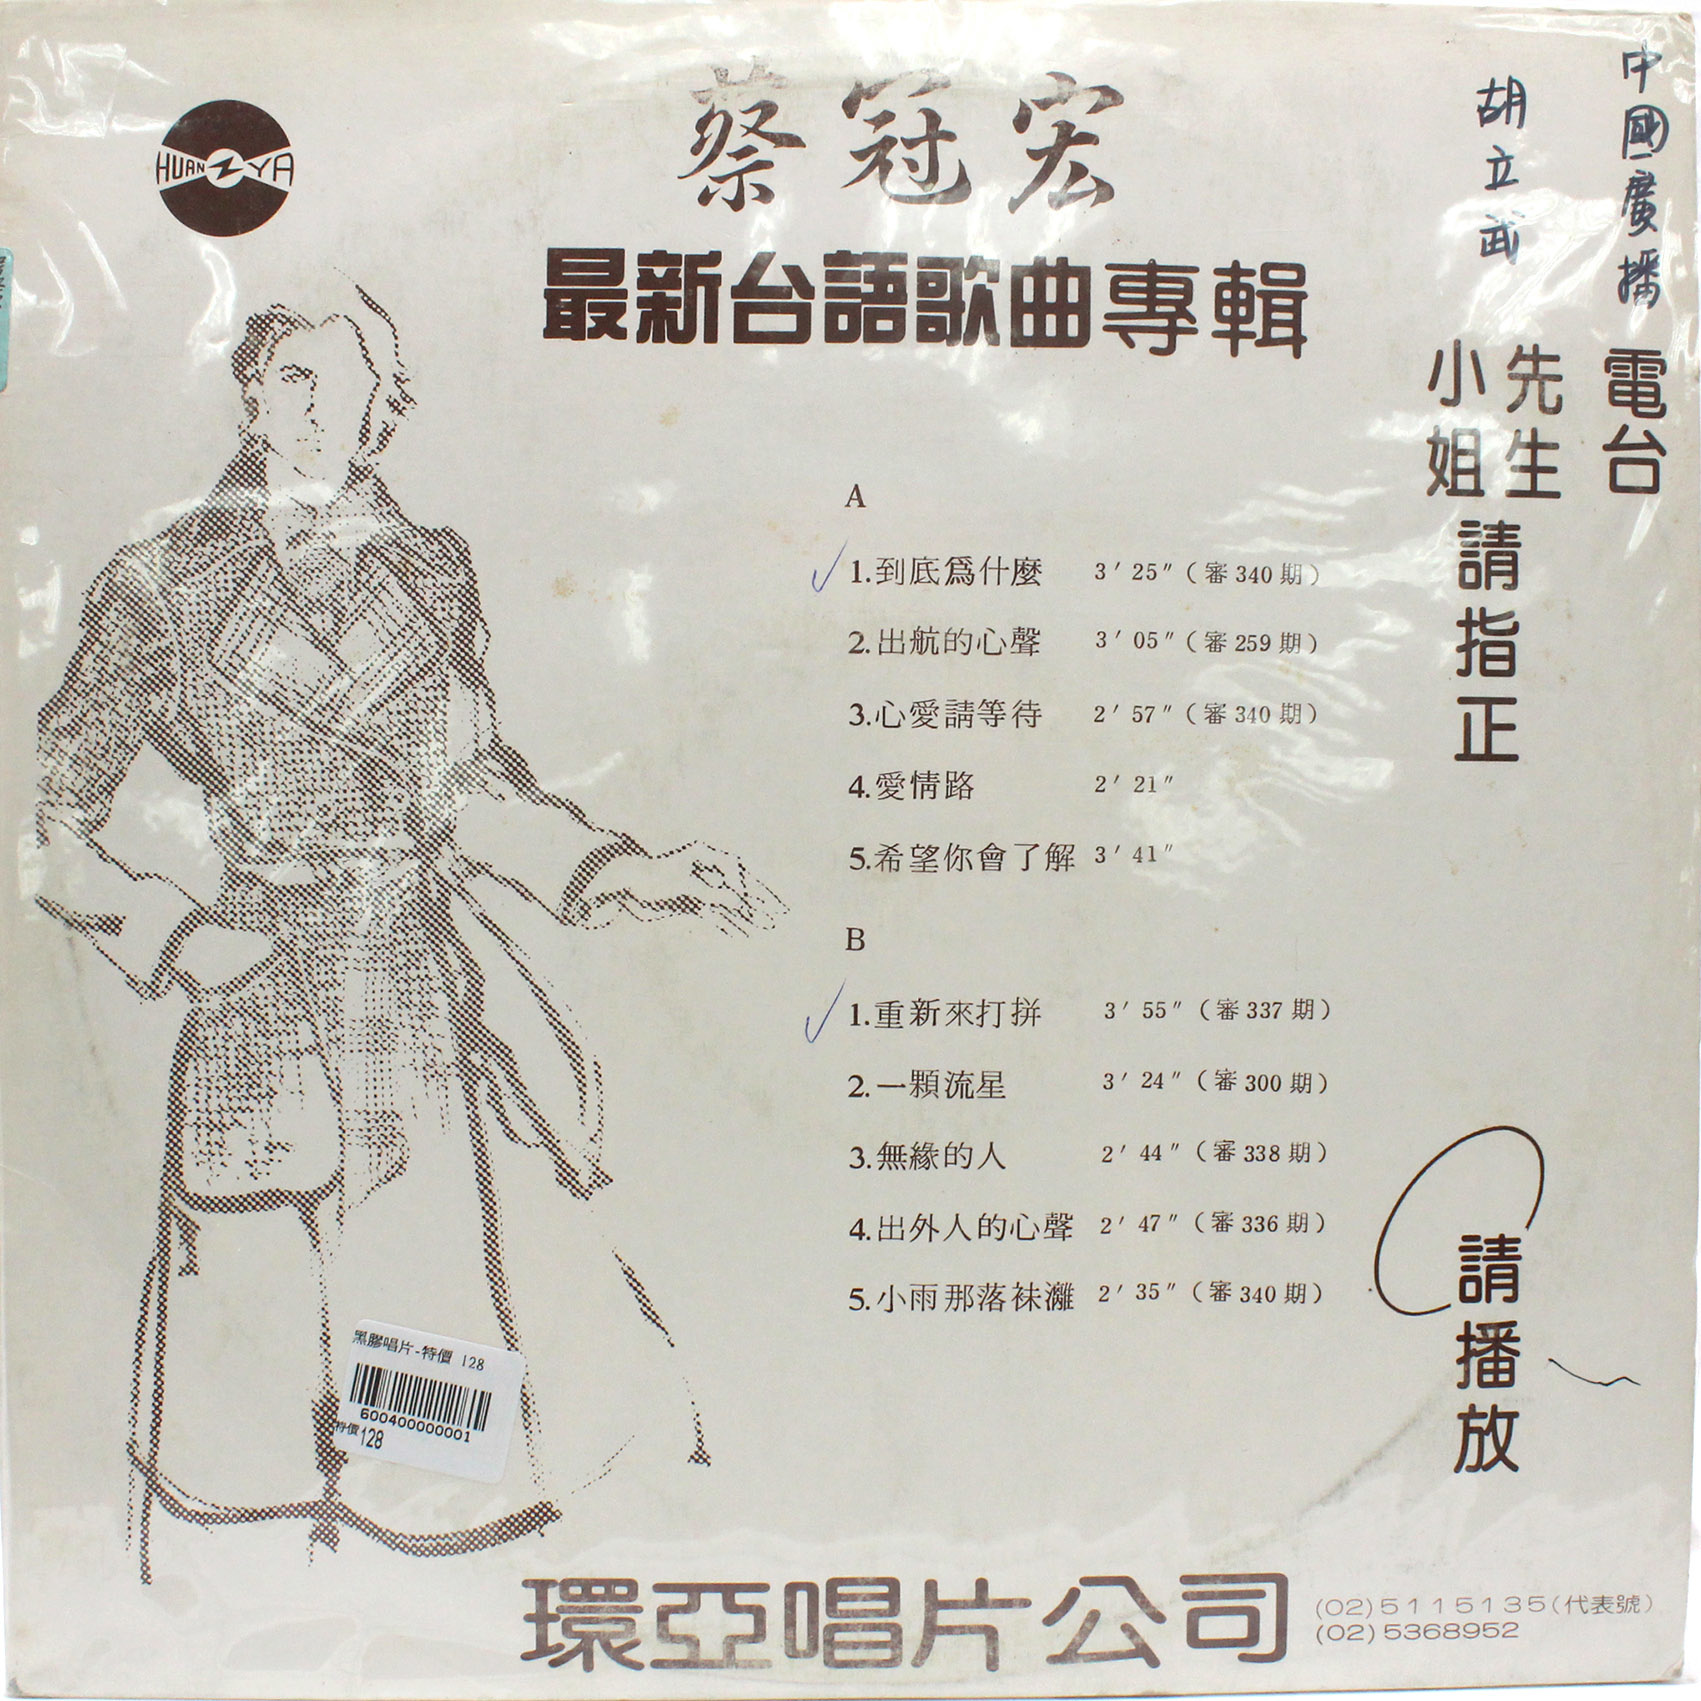 HUAN YA
蔡冠宏
最新台語歌曲專輯
中國廣播電台
胡立武
先生
小姐
請指正
A
1.到底爲什麼 3′25″(審340期)
2.出航的心聲 3′05″(審259期)
3.心愛請等待 2′57″(審340期)
4.愛情路 2′21″
5.希望你會了解 3′41″
B
1.重新來打拼 3′55″(審337期)
2.一顆流星 3′24″(審300期)
3.無緣的人 2′44″(審338期)
4.出外人的心聲 2′47″(審336期)
5.小雨那落袂離 2′35″(審340期)
請播放
黑膠唱片-特價 128
600400000001
特價 128
環亞唱片公司
(02)5115135(代表號)
(02)5368952